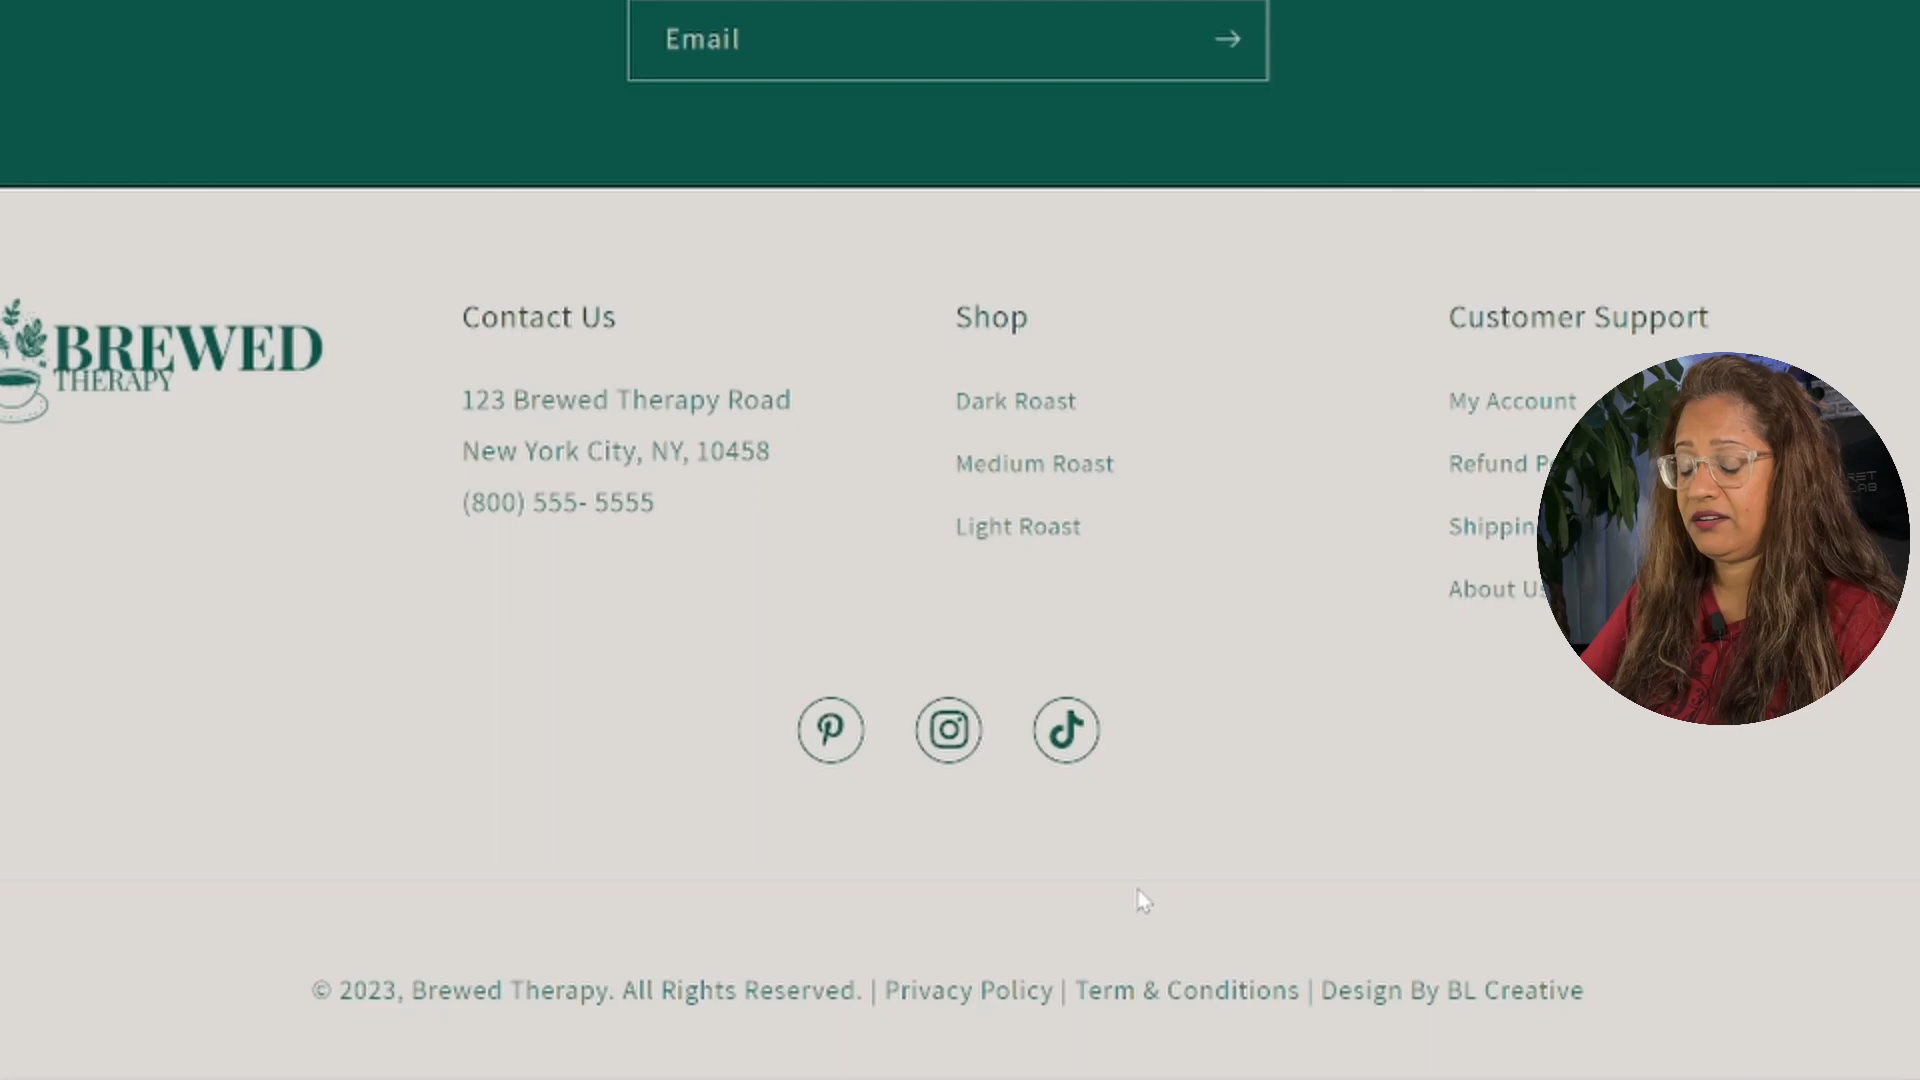 Email
BREWED
THERAPY
Contact Us
123 Brewed Therapy Road
New York City, NY, 10458
(800) 555- 5555
Shop
Dark Roast
Medium Roast
Light Roast
Customer Support
My Account
Refund
Shipping
About Us
© 2023, Brewed Therapy. All Rights Reserved. | Privacy Policy | Term & Conditions | Design By BL Creative